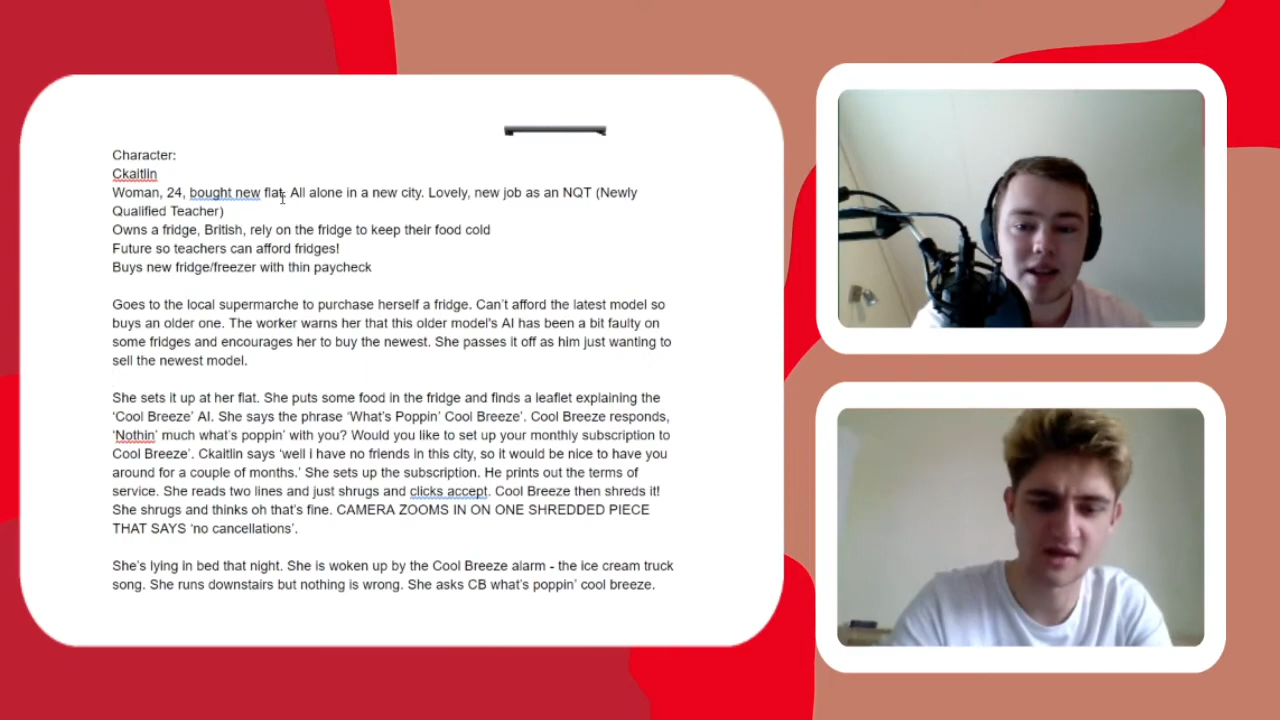 Character:
Ckaitlin
Woman, 24, bought new flat. All alone in a new city. Lovely, new job as an NQT (Newly
Qualified Teacher)
Owns a fridge, British, rely on the fridge to keep their food cold
Future so teachers can afford fridges!
Buys new fridge/freezer with thin paycheck
Goes to the local supermarche to purchase herself a fridge. Can't afford the latest model so
buys an older one. The worker warns her that this older model's AI has been a bit faulty on
some fridges and encourages her to buy the newest. She passes it off as him just wanting to
sell the newest model.
She sets it up at her flat. She puts some food in the fridge and finds a leaflet explaining the
‘Cool Breeze’ AI. She says the phrase ‘What’s Poppin’ Cool Breeze’. Cool Breeze responds,
‘Nothin’ much what’s poppin’ with you? Would you like to set up your monthly subscription to
Cool Breeze’. Ckaitlin says ‘well i have no friends in this city, so it would be nice to have you
around for a couple of months.’ She sets up the subscription. He prints out the terms of
service. She reads two lines and just shrugs and clicks accept. Cool Breeze then shreds it!
She shrugs and thinks oh that’s fine. CAMERA ZOOMS IN ON ONE SHREDDED PIECE
THAT SAYS ‘no cancellations’.
She’s lying in bed that night. She is woken up by the Cool Breeze alarm - the ice cream truck
song. She runs downstairs but nothing is wrong. She asks CB what’s poppin’ cool breeze.